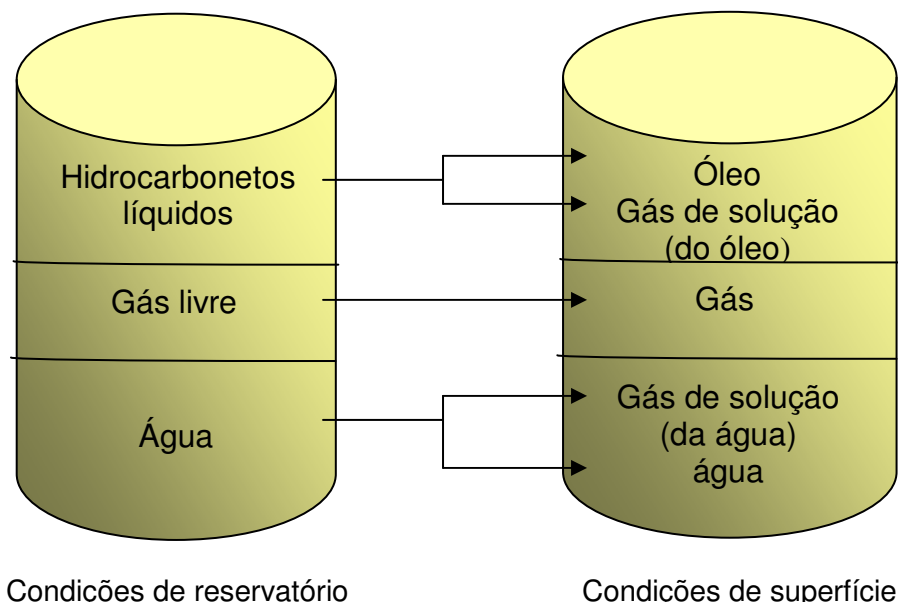 Hidrocarbonetos
líquidos
Gás livre
Água
Óleo
Gás de solução
(do óleo)
Gás
Gás de solução
(da água)
água
Condições de reservatório
Condições de superfície